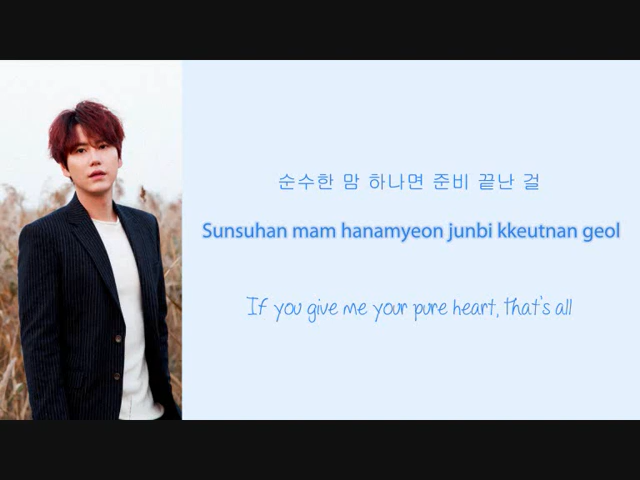 순수한 맘 하나면 준비 끝난 걸
Sunsuhan mam hanamyeon junbi kkeutnan geol
If you give me your pure heart, that's all